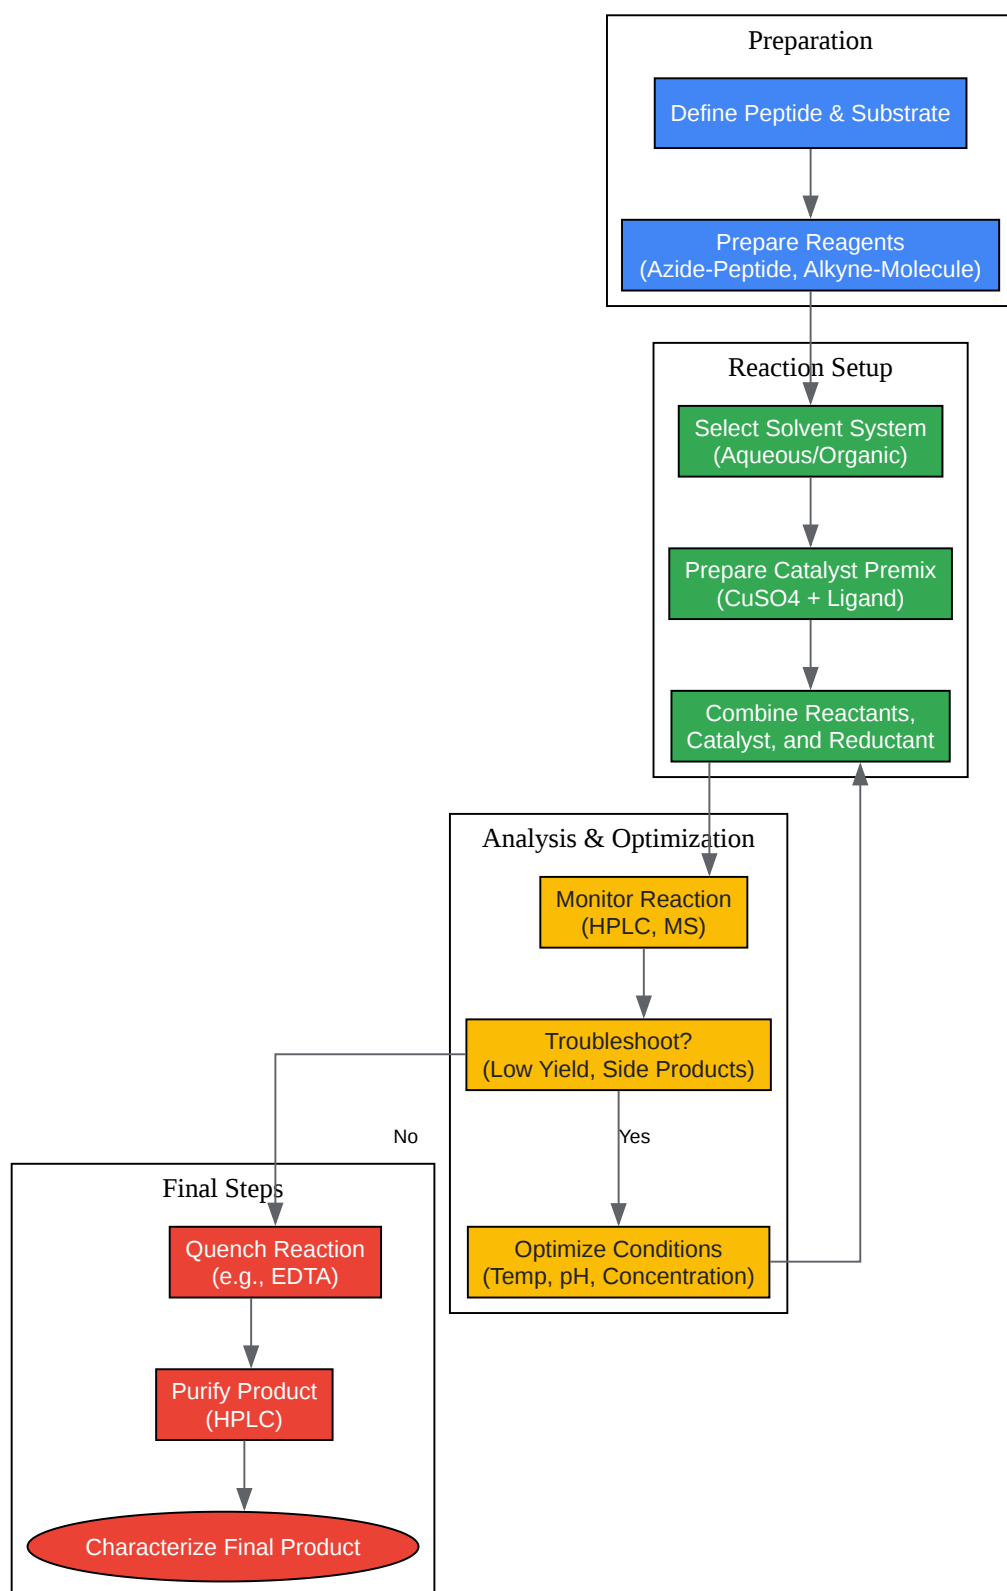 Preparation
Define Peptide & Substrate
Prepare Reagents
(Azide-Peptide, Alkyne-Molecule)
Reaction Setup
Select Solvent System
(Aqueous/Organic)
Prepare Catalyst Premix
(CuSO4 + Ligand)
Combine Reactants,
Catalyst, and Reductant
Analysis & Optimization
Monitor Reaction
(HPLC, MS)
Troubleshoot?
(Low Yield, Side Products)
No
Yes
Optimize Conditions
(Temp, pH, Concentration)
Final Steps
Quench Reaction
(e.g., EDTA)
Purify Product
(HPLC)
Characterize Final Product